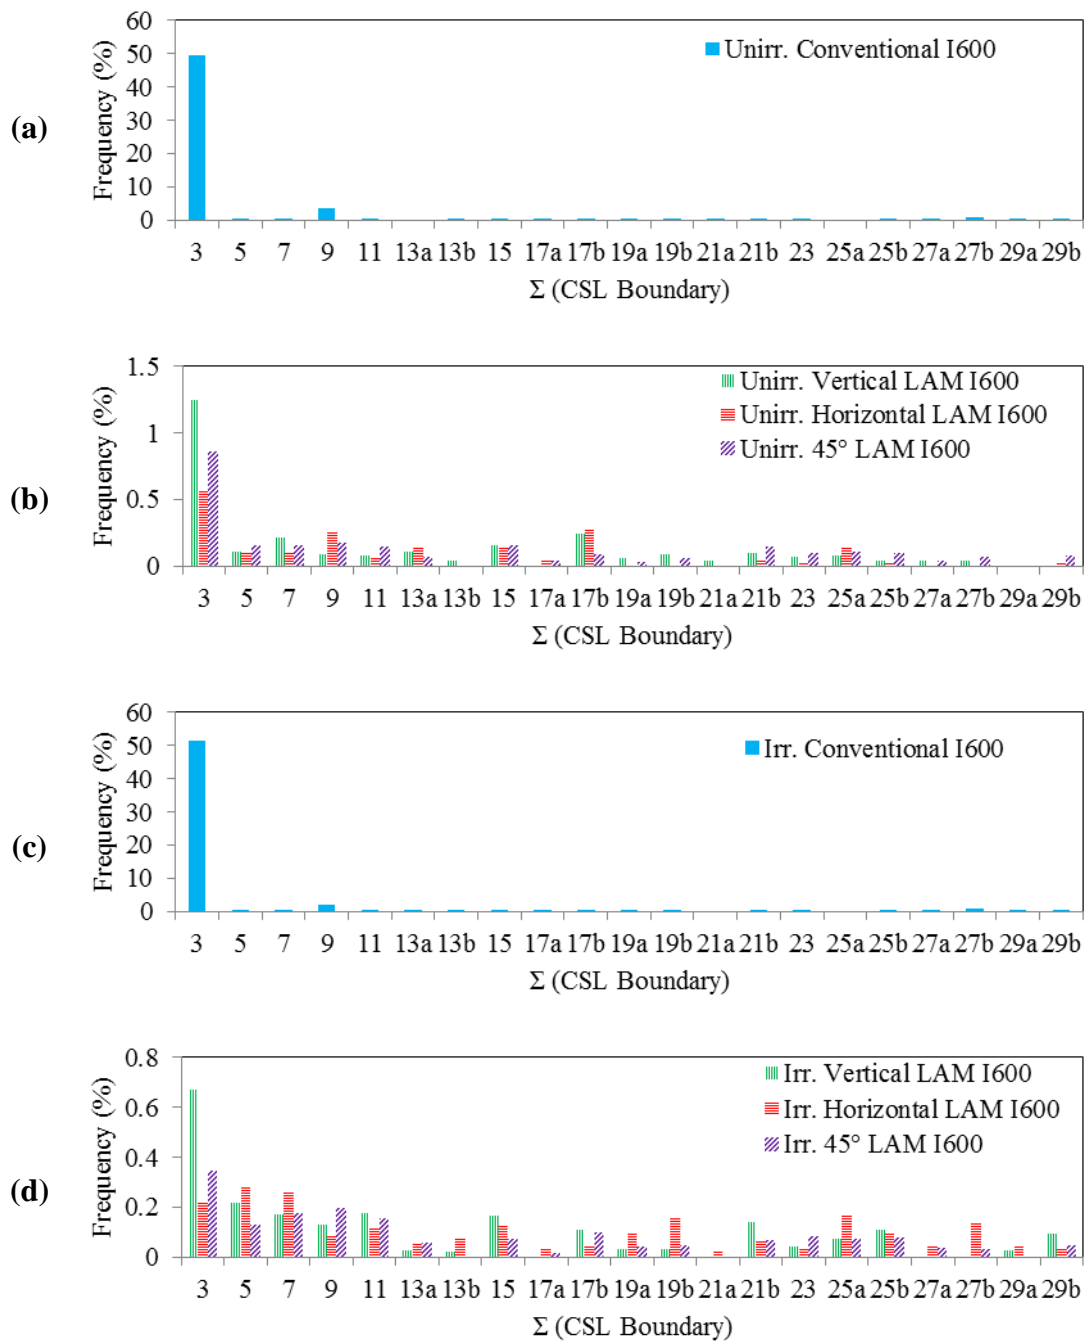 (a)
Frequency (%)
60
50
40
30
20
10
0
Unirr. Conventional I600
3 5 7 9 11 13a 13b 15 17a 17b 19a 19b 21a 21b 23 25a 25b 27a 27b 29a 29b
Σ (CSL Boundary)
(b)
Frequency (%)
1.5
1
0.5
0
Unirr. Vertical LAM I600
Unirr. Horizontal LAM I600
Unirr. 45° LAM I600
3 5 7 9 11 13a 13b 15 17a 17b 19a 19b 21a 21b 23 25a 25b 27a 27b 29a 29b
Σ (CSL Boundary)
(c)
Frequency (%)
60
50
40
30
20
10
0
Irr. Conventional I600
3 5 7 9 11 13a 13b 15 17a 17b 19a 19b 21a 21b 23 25a 25b 27a 27b 29a 29b
Σ (CSL Boundary)
(d)
Frequency (%)
0.8
0.6
0.4
0.2
0
Irr. Vertical LAM I600
Irr. Horizontal LAM I600
Irr. 45° LAM I600
3 5 7 9 11 13a 13b 15 17a 17b 19a 19b 21a 21b 23 25a 25b 27a 27b 29a 29b
Σ (CSL Boundary)